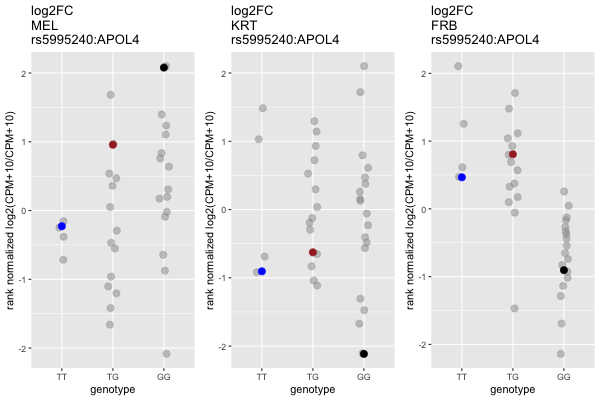 log2FC
MEL
rs5995240:APOL4
rank normalized log2(CPM+10/CPM+10)
2
1
0
-1
-2
TT
TG
GG
genotype
log2FC
KRT
rs5995240:APOL4
rank normalized log2(CPM+10/CPM+10)
2
1
0
-1
-2
TT
TG
GG
genotype
log2FC
FRB
rs5995240:APOL4
rank normalized log2(CPM+10/CPM+10)
2
1
0
-1
-2
TT
TG
GG
genotype